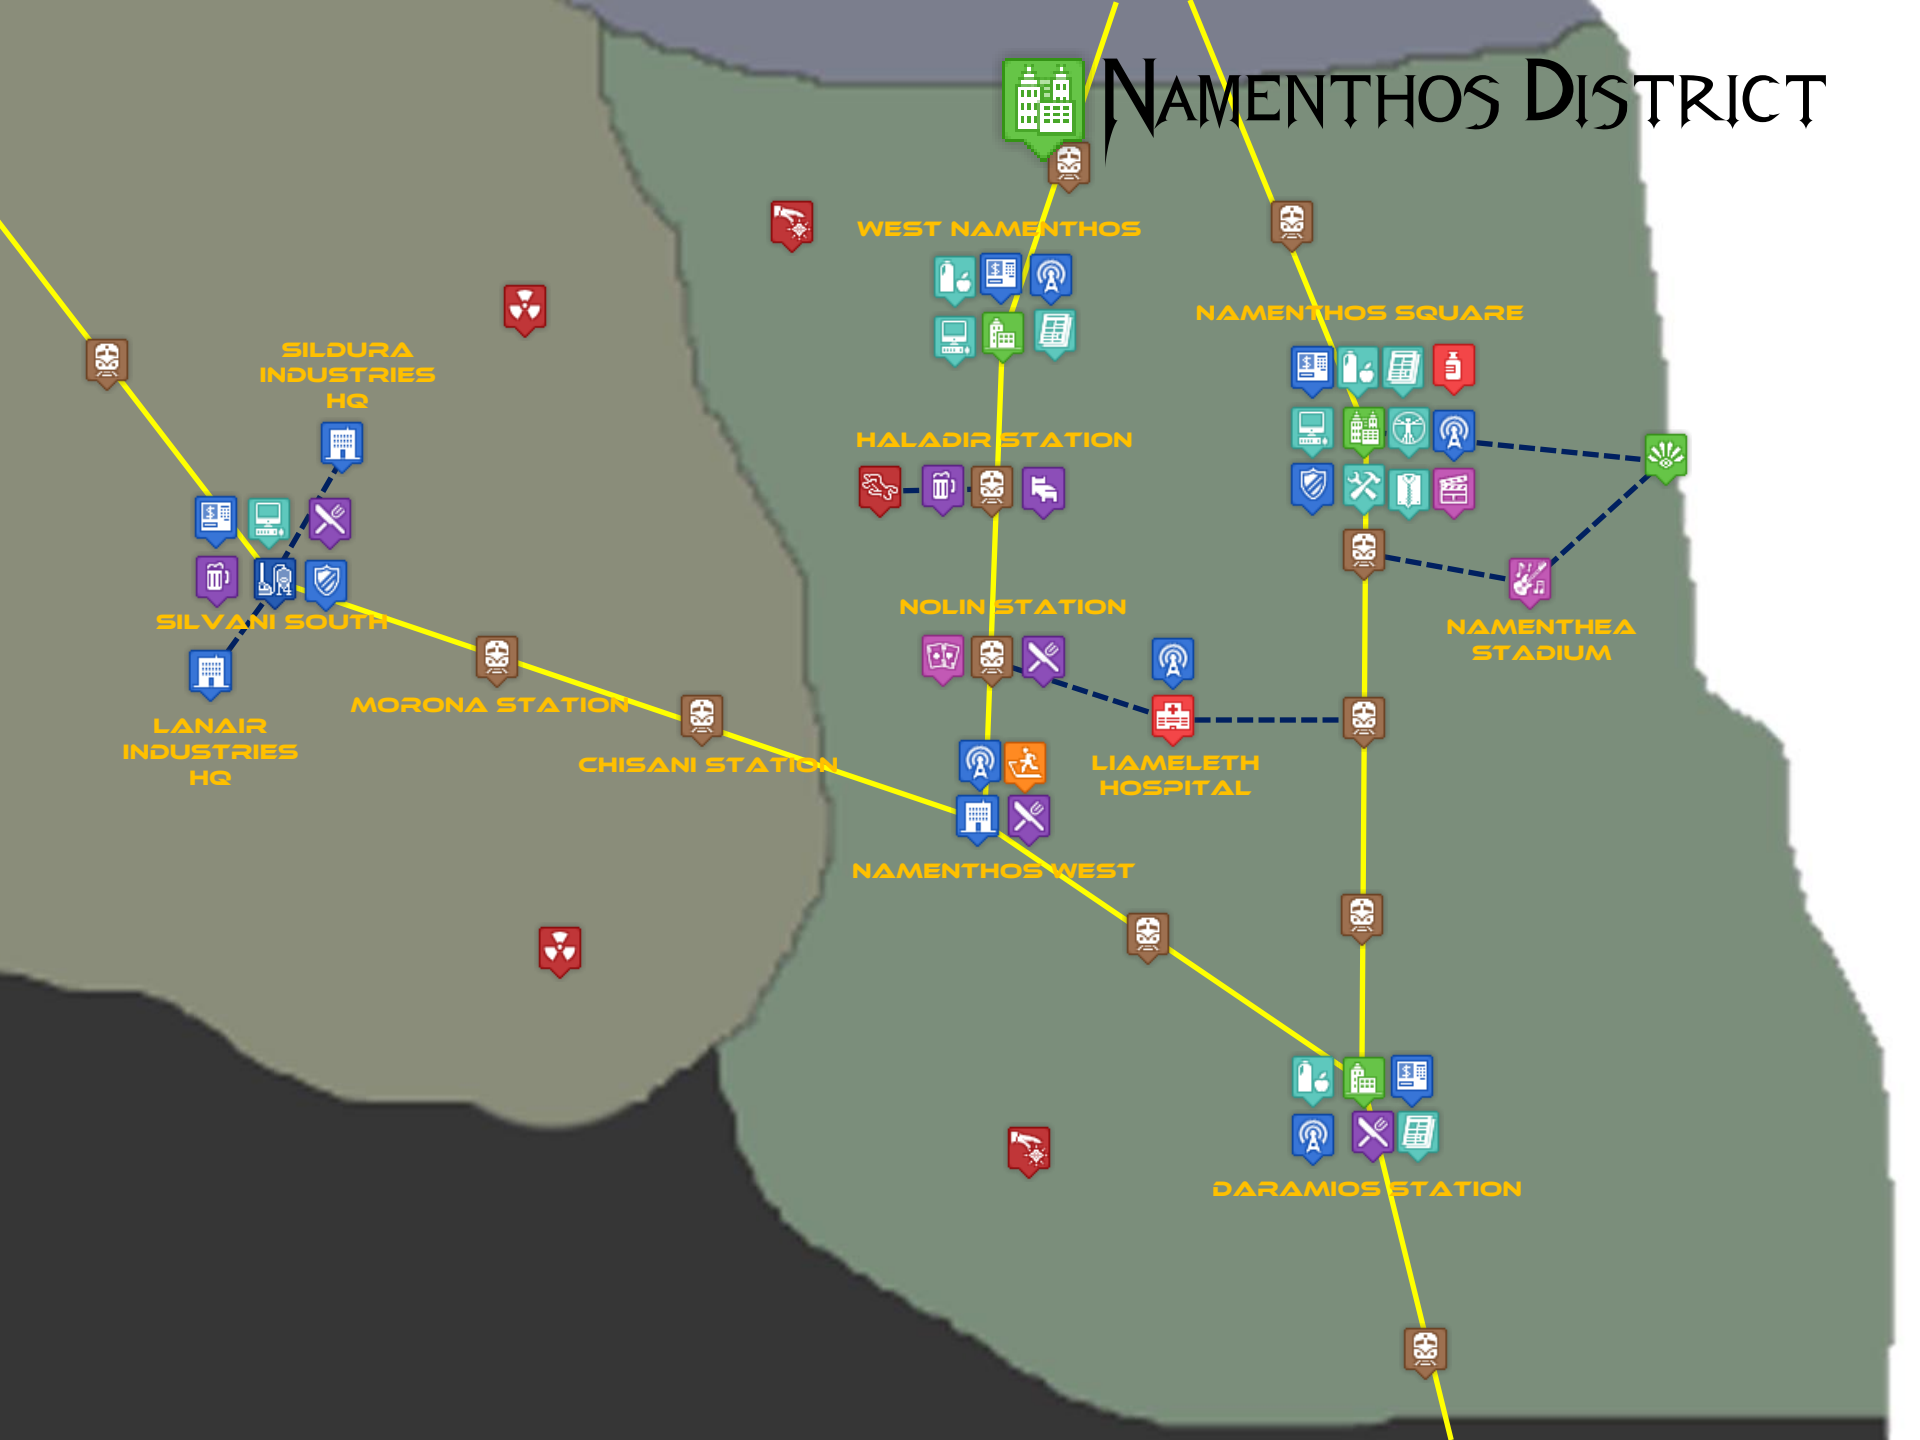 Namenthos District
WEST NAMENTHOS
NAMENTHOS SQUARE
SILDURA
INDUSTRIES
HQ
HALADIR STATION
NOLIN STATION
SILVANI SOUTH
NAMENTHEA
STADIUM
MORONA STATION
LANAIR
INDUSTRIES
HQ
CHISANI STATION
LIAMELETH
HOSPITAL
NAMENTHOS WEST
DARAMIOS STATION